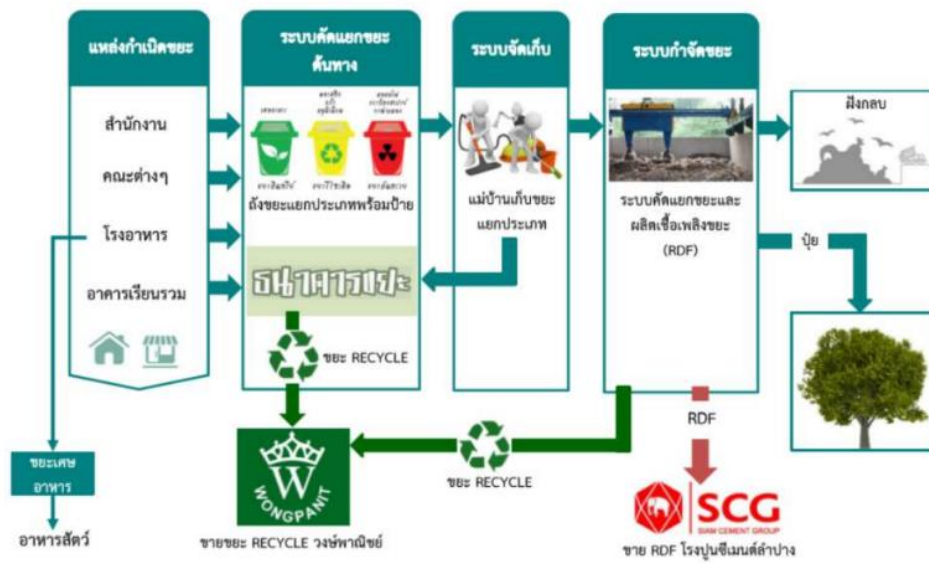 แหล่งกำเนิดขยะ
สำนักงาน
คณะต่างๆ
โรงอาหาร
อาคารเรียนรวม
ระบบคัดแยกขยะ
ต้นทาง
ถังขยะแยกประเภทพร้อมป้าย
ธนาคารขยะ
ขยะ RECYCLE
ระบบจัดเก็บ
แม่บ้านเก็บขยะ
แยกประเภท
ระบบกำจัดขยะ
ระบบคัดแยกขยะและ
ผลิตเชื้อเพลิงขยะ
(RDF)
ฝังกลบ
ปุ๋ย
RDF
ขยะ RECYCLE
ขยะเศษ
อาหาร
อาหารสัตว์
W
WONGPANIT
ขายขยะ RECYCLE วงษ์พาณิชย์
SCG
SIAM CEMENT GROUP
ขาย RDF โรงปูนซีเมนต์ลำปาง